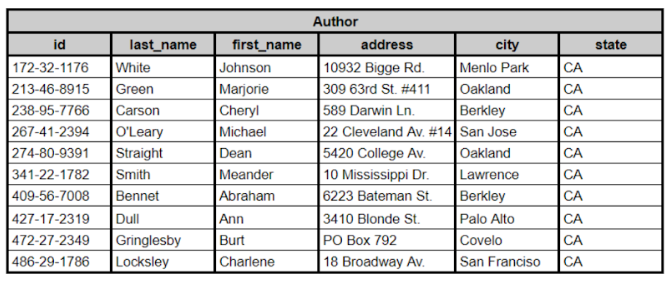 Author
id last_name first_name address city state
172-32-1176 White Johnson 10932 Bigge Rd. Menlo Park CA
213-46-8915 Green Marjorie 309 63rd St. #411 Oakland CA
238-95-7766 Carson Cheryl 589 Darwin Ln. Berkley CA
267-41-2394 O'Leary Michael 22 Cleveland Av. #14 San Jose CA
274-80-9391 Straight Dean 5420 College Av. Oakland CA
341-22-1782 Smith Meander 10 Mississippi Dr. Lawrence CA
409-56-7008 Bennet Abraham 6223 Bateman St. Berkley CA
427-17-2319 Dull Ann 3410 Blonde St. Palo Alto CA
472-27-2349 Gringlesby Burt PO Box 792 Covelo CA
486-29-1786 Locksley Charlene 18 Broadway Av. San Franciso CA